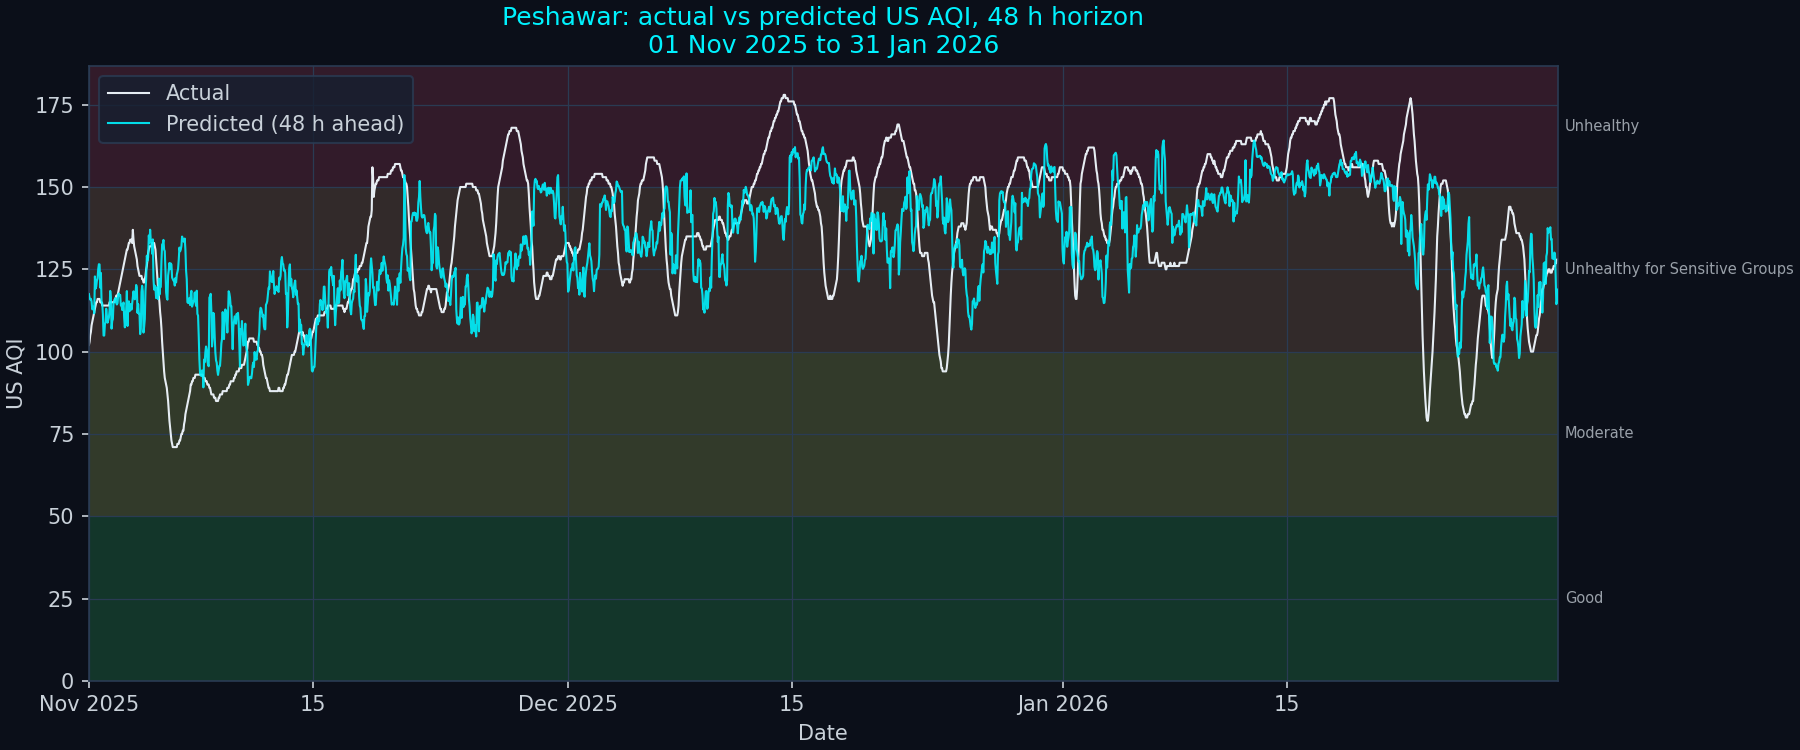 Peshawar: actual vs predicted US AQI, 48 h horizon
01 Nov 2025 to 31 Jan 2026
Actual
Predicted (48 h ahead)
US AQI
175
150
125
100
75
50
25
0
Unhealthy
Unhealthy for Sensitive Groups
Moderate
Good
Nov 2025 15 Dec 2025 15 Jan 2026 15
Date